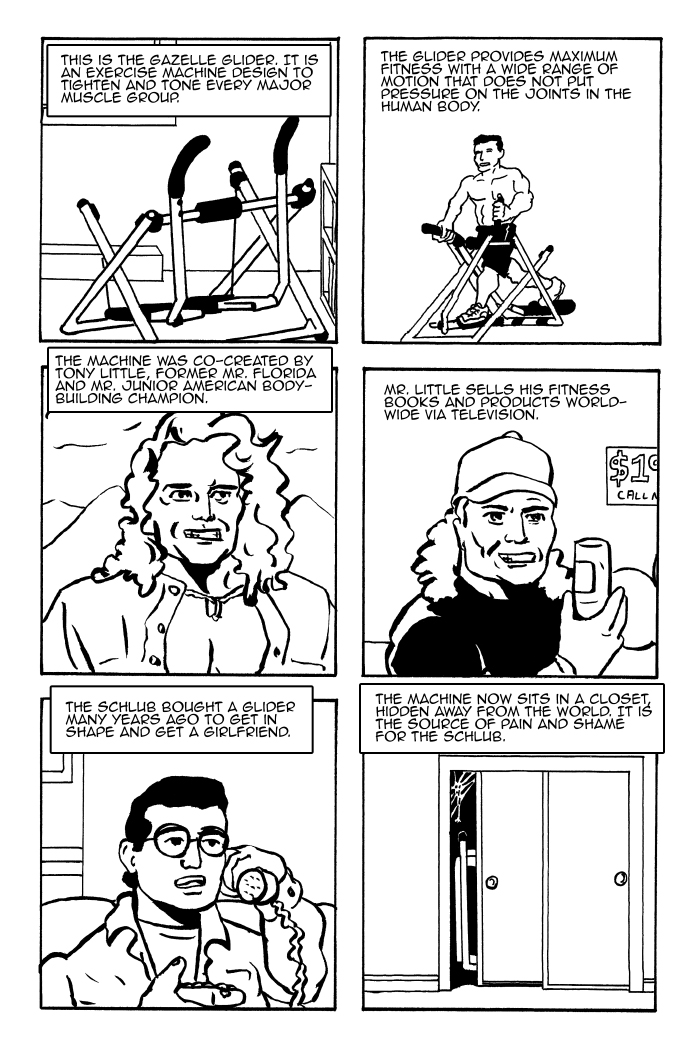 THIS IS THE GAZELLE GLIDER. IT IS
AN EXERCISE MACHINE DESIGN TO
TIGHTEN AND TONE EVERY MAJOR
MUSCLE GROUP.
THE GLIDER PROVIDES MAXIMUM
FITNESS WITH A WIDE RANGE OF
MOTION THAT DOES NOT PUT
PRESSURE ON THE JOINTS IN THE
HUMAN BODY.
THE MACHINE WAS CO-CREATED BY
TONY LITTLE, FORMER MR. FLORIDA
AND MR. JUNIOR AMERICAN BODY-
BUILDING CHAMPION.
MR. LITTLE SELLS HIS FITNESS
BOOKS AND PRODUCTS WORLD-
WIDE VIA TELEVISION.
$19
CALL N
THE SCHLUB BOUGHT A GLIDER
MANY YEARS AGO TO GET IN
SHAPE AND GET A GIRLFRIEND.
THE MACHINE NOW SITS IN A CLOSET,
HIDDEN AWAY FROM THE WORLD. IT IS
THE SOURCE OF PAIN AND SHAME
FOR THE SCHLUB.